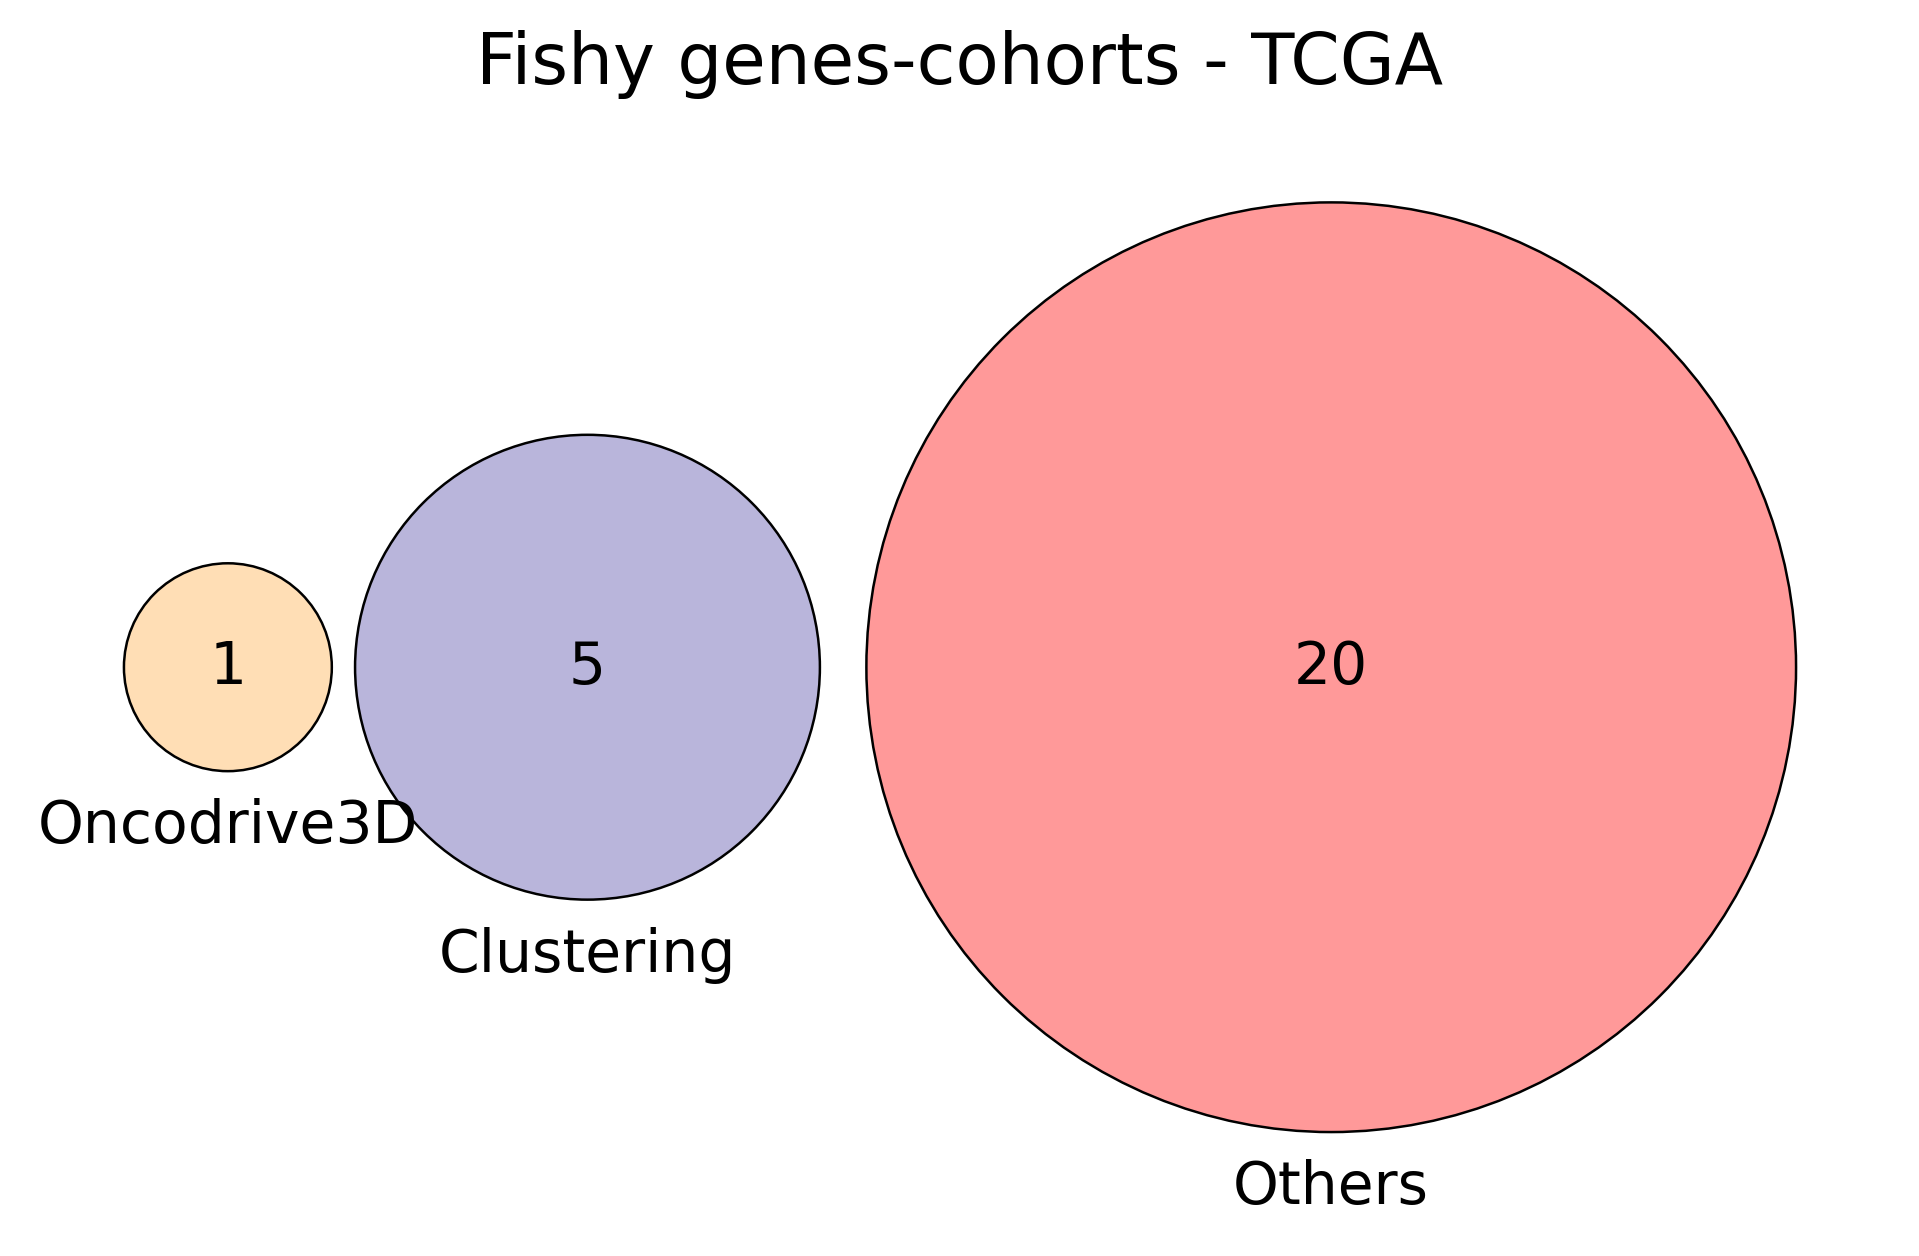 Fishy genes-cohorts - TCGA
1
5
20
Oncodrive3D
Clustering
Others